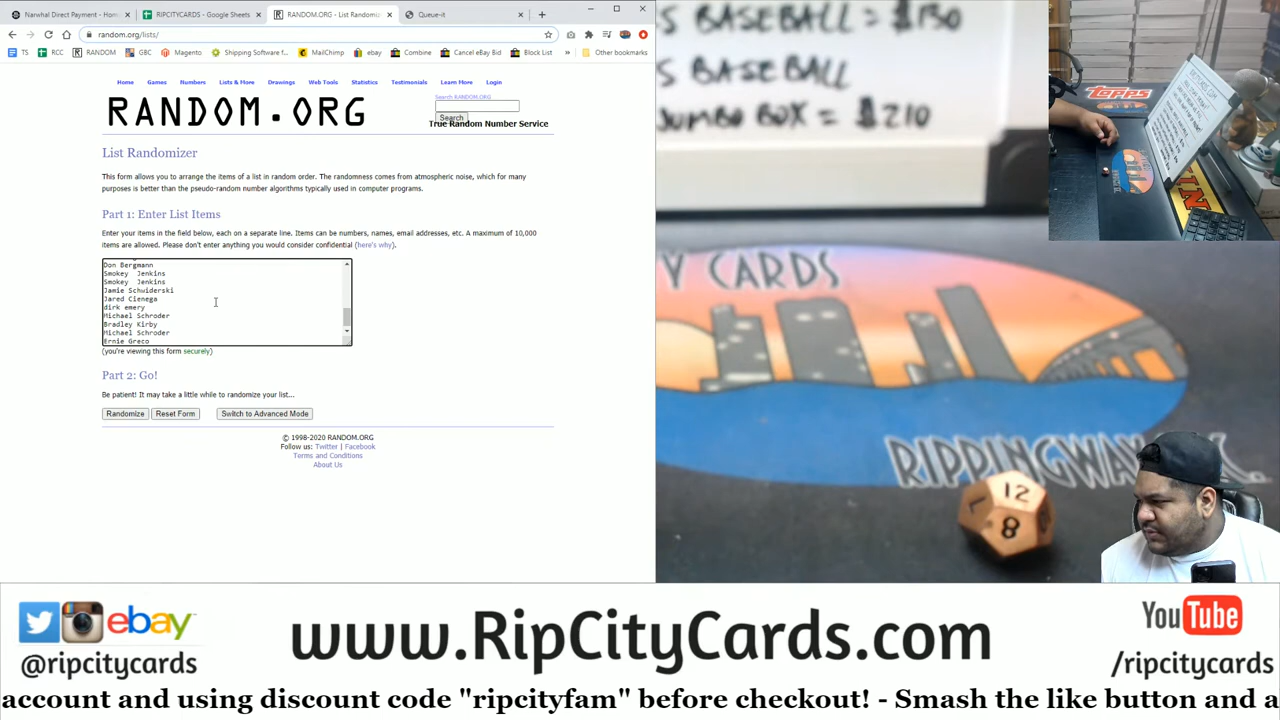 Narwhal Direct Payment - Hom
RIPCITYCARDS - Google Sheets
RANDOM.ORG - List Randomi
Queue-it
random.org/lists/
TS
RCC
RANDOM
GBC
Magento
Shipping Software f...
MailChimp
ebay
Combine
Cancel eBay Bid
Block List
Other bookmarks
Home Games Numbers Lists & More Drawings Web Tools Statistics Testimonials Learn More Login
RANDOM.ORG
Search RANDOM.ORG
Search
True Random Number Service
List Randomizer
This form allows you to arrange the items of a list in random order. The randomness comes from atmospheric noise, which for many
purposes is better than the pseudo-random number algorithms typically used in computer programs.
Part 1: Enter List Items
Enter your items in the field below, each on a separate line. Items can be numbers, names, email addresses, etc. A maximum of 10,000
items are allowed. Please don't enter anything you would consider confidential (here's why).
Don Bergmann
Smokey Jenkins
Smokey Jenkins
Jamie Schwiderski
Jared Cienega
dirk emery
Michael Schroder
Bradley Kirby
Michael Schroder
Ernie Greco
(you're viewing this form securely)
Part 2: Go!
Be patient! It may take a little while to randomize your list...
Randomize Reset Form Switch to Advanced Mode
© 1998-2020 RANDOM.ORG
Follow us: Twitter | Facebook
Terms and Conditions
About Us
S BASEBALL = $130
S BASEBALL
JUMBO BOX = $210
TOPPS
Y CARDS
RIPPINGWAX
12
8
ebay
@ripcitycards
www.RipCityCards.com
YouTube
/ripcitycards
account and using discount code "ripcityfam" before checkout! - Smash the like button and a